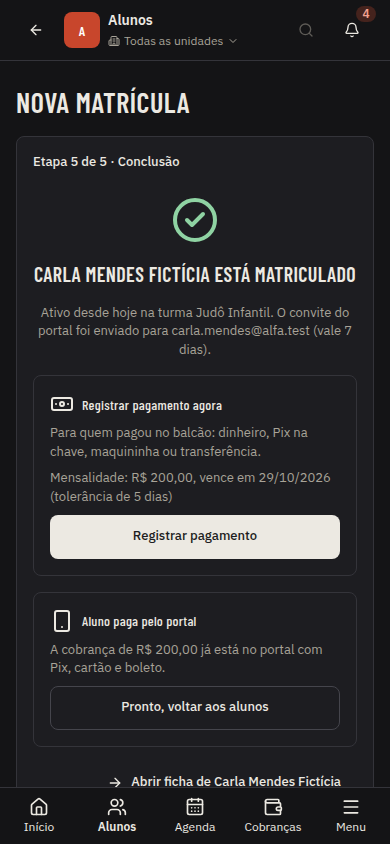 A
Alunos
Todas as unidades
4
NOVA MATRÍCULA
Etapa 5 de 5 · Conclusão
CARLA MENDES FICTÍCIA ESTÁ MATRICULADO
Ativo desde hoje na turma Judô Infantil. O convite do
portal foi enviado para carla.mendes@alfa.test (vale 7
dias).
Registrar pagamento agora
Para quem pagou no balcão: dinheiro, Pix na
chave, maquininha ou transferência.
Mensalidade: R$ 200,00, vence em 29/10/2026
(tolerância de 5 dias)
Registrar pagamento
Aluno paga pelo portal
A cobrança de R$ 200,00 já está no portal com
Pix, cartão e boleto.
Pronto, voltar aos alunos
Abrir ficha de Carla Mendes Fictícia
Início
Alunos
Agenda
Cobranças
Menu